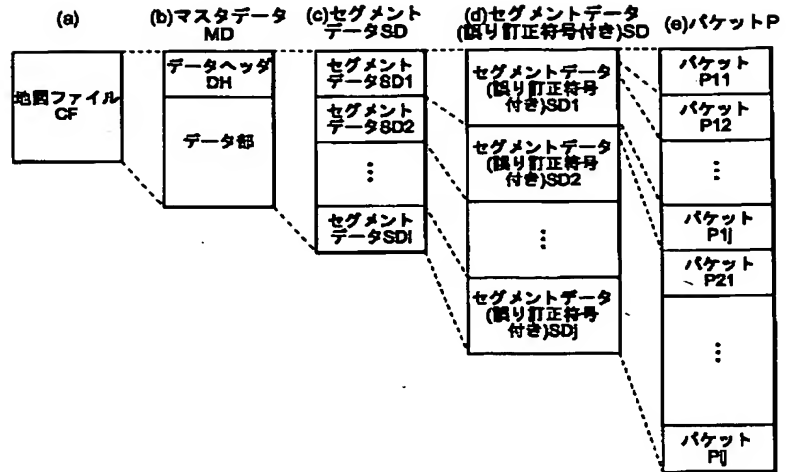 (a)
地図ファイル
CF
(b)マスタデータ
MD
データヘッダ
DH
データ部
(c)セグメント
データSD
セグメント
データSD1
セグメント
データSD2
⋮
セグメント
データSDi
(d)セグメントデータ
(誤り訂正符号付き)SD
セグメントデータ
(誤り訂正符号
付き)SD1
セグメントデータ
(誤り訂正符号
付き)SD2
⋮
セグメントデータ
(誤り訂正符号
付き)SDj
(e)パケットP
パケット
P11
パケット
P12
⋮
パケット
P1j
パケット
P21
⋮
パケット
Pij